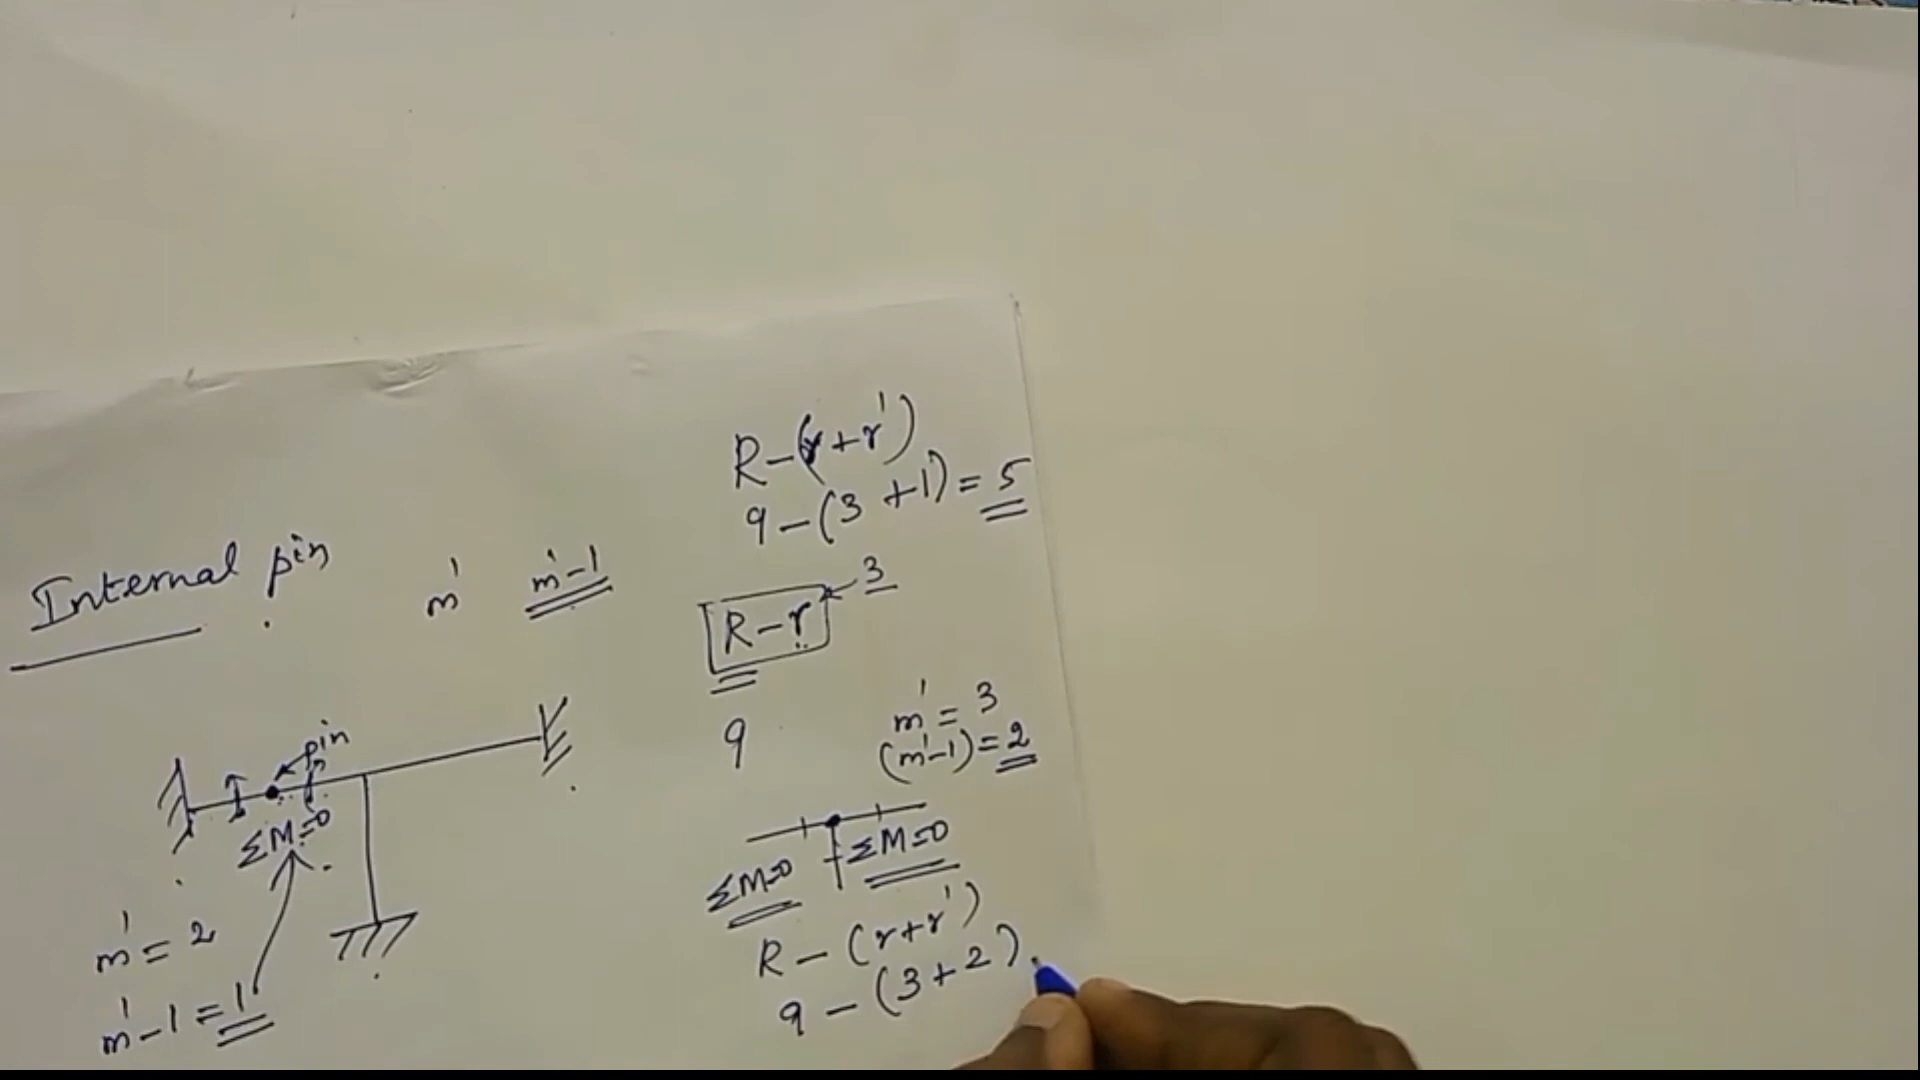 Internal pin
m' m'-1
pin
ΣM=0
m' = 2
m'-1 = 1
R-(r+r')
9-(3+1) = 5
R-r 3
9
m' = 3
(m'-1) = 2
ΣM=0 ΣM=0
R-(r+r')
9-(3+2)